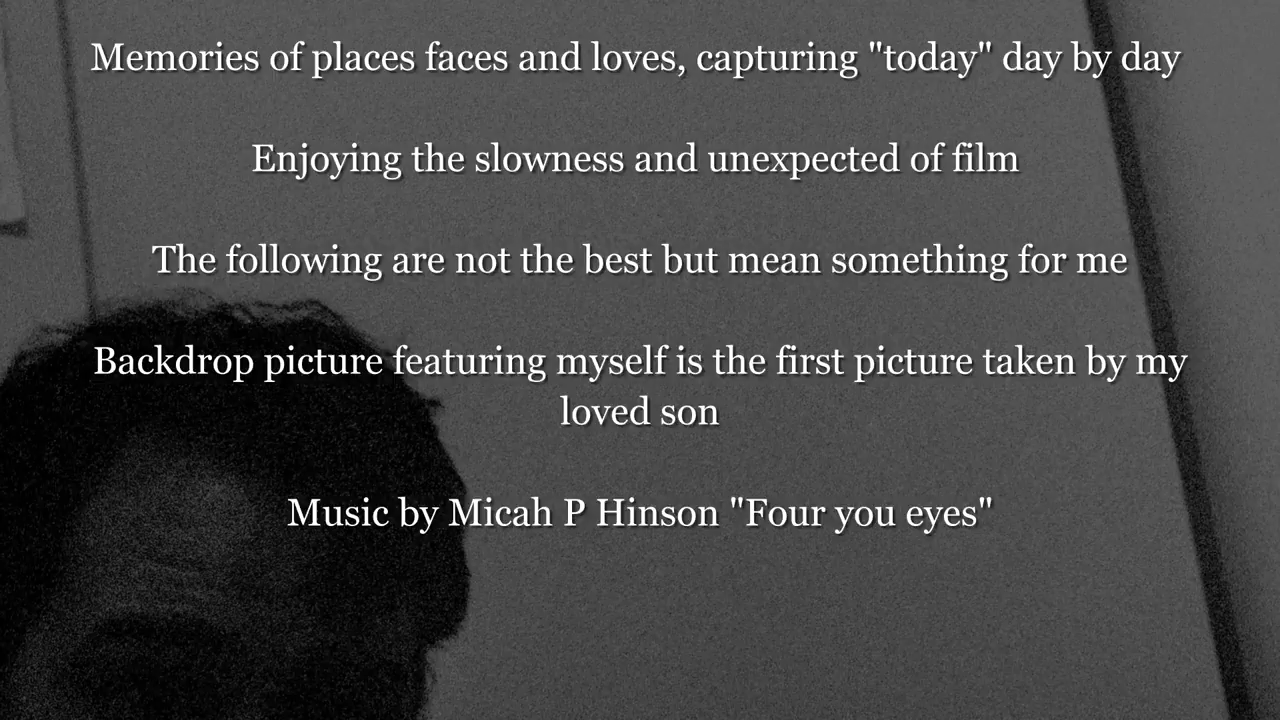 Memories of places faces and loves, capturing "today" day by day
Enjoying the slowness and unexpected of film
The following are not the best but mean something for me
Backdrop picture featuring myself is the first picture taken by my
loved son
Music by Micah P Hinson "Four you eyes"